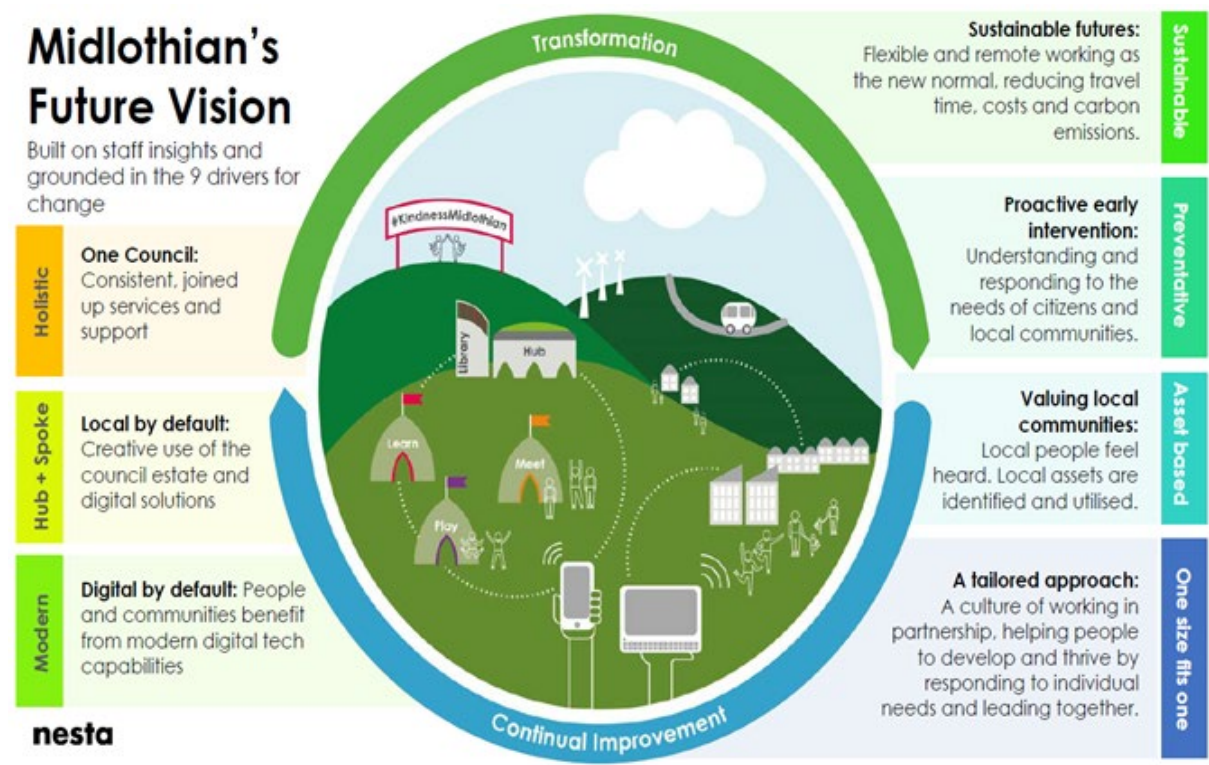 Midlothian's
Future Vision
Built on staff insights and
grounded in the 9 drivers for
change
Holistic
One Council:
Consistent, joined
up services and
support
Hub + Spoke
Local by default:
Creative use of the
council estate and
digital solutions
Modern
Digital by default: People
and communities benefit
from modern digital tech
capabilities
nesta
Transformation
#KindnessMidlothian
Library
Hub
Learn
Meet
Play
Continual Improvement
Sustainable futures:
Flexible and remote working as
the new normal, reducing travel
time, costs and carbon
emissions.
Sustainable
Proactive early
intervention:
Understanding and
responding to the
needs of citizens and
local communities.
Preventative
Valuing local
communities:
Local people feel
heard. Local assets are
identified and utilised.
Asset based
A tailored approach:
A culture of working in
partnership, helping people
to develop and thrive by
responding to individual
needs and leading together.
One size fits one